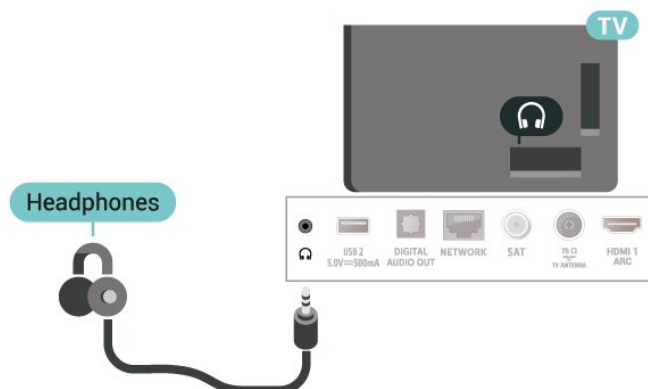 TV
Headphones
USB 2
5.0V⎓500mA
DIGITAL
AUDIO OUT
NETWORK
SAT
75 Ω
TV ANTENNA
HDMI 1
ARC